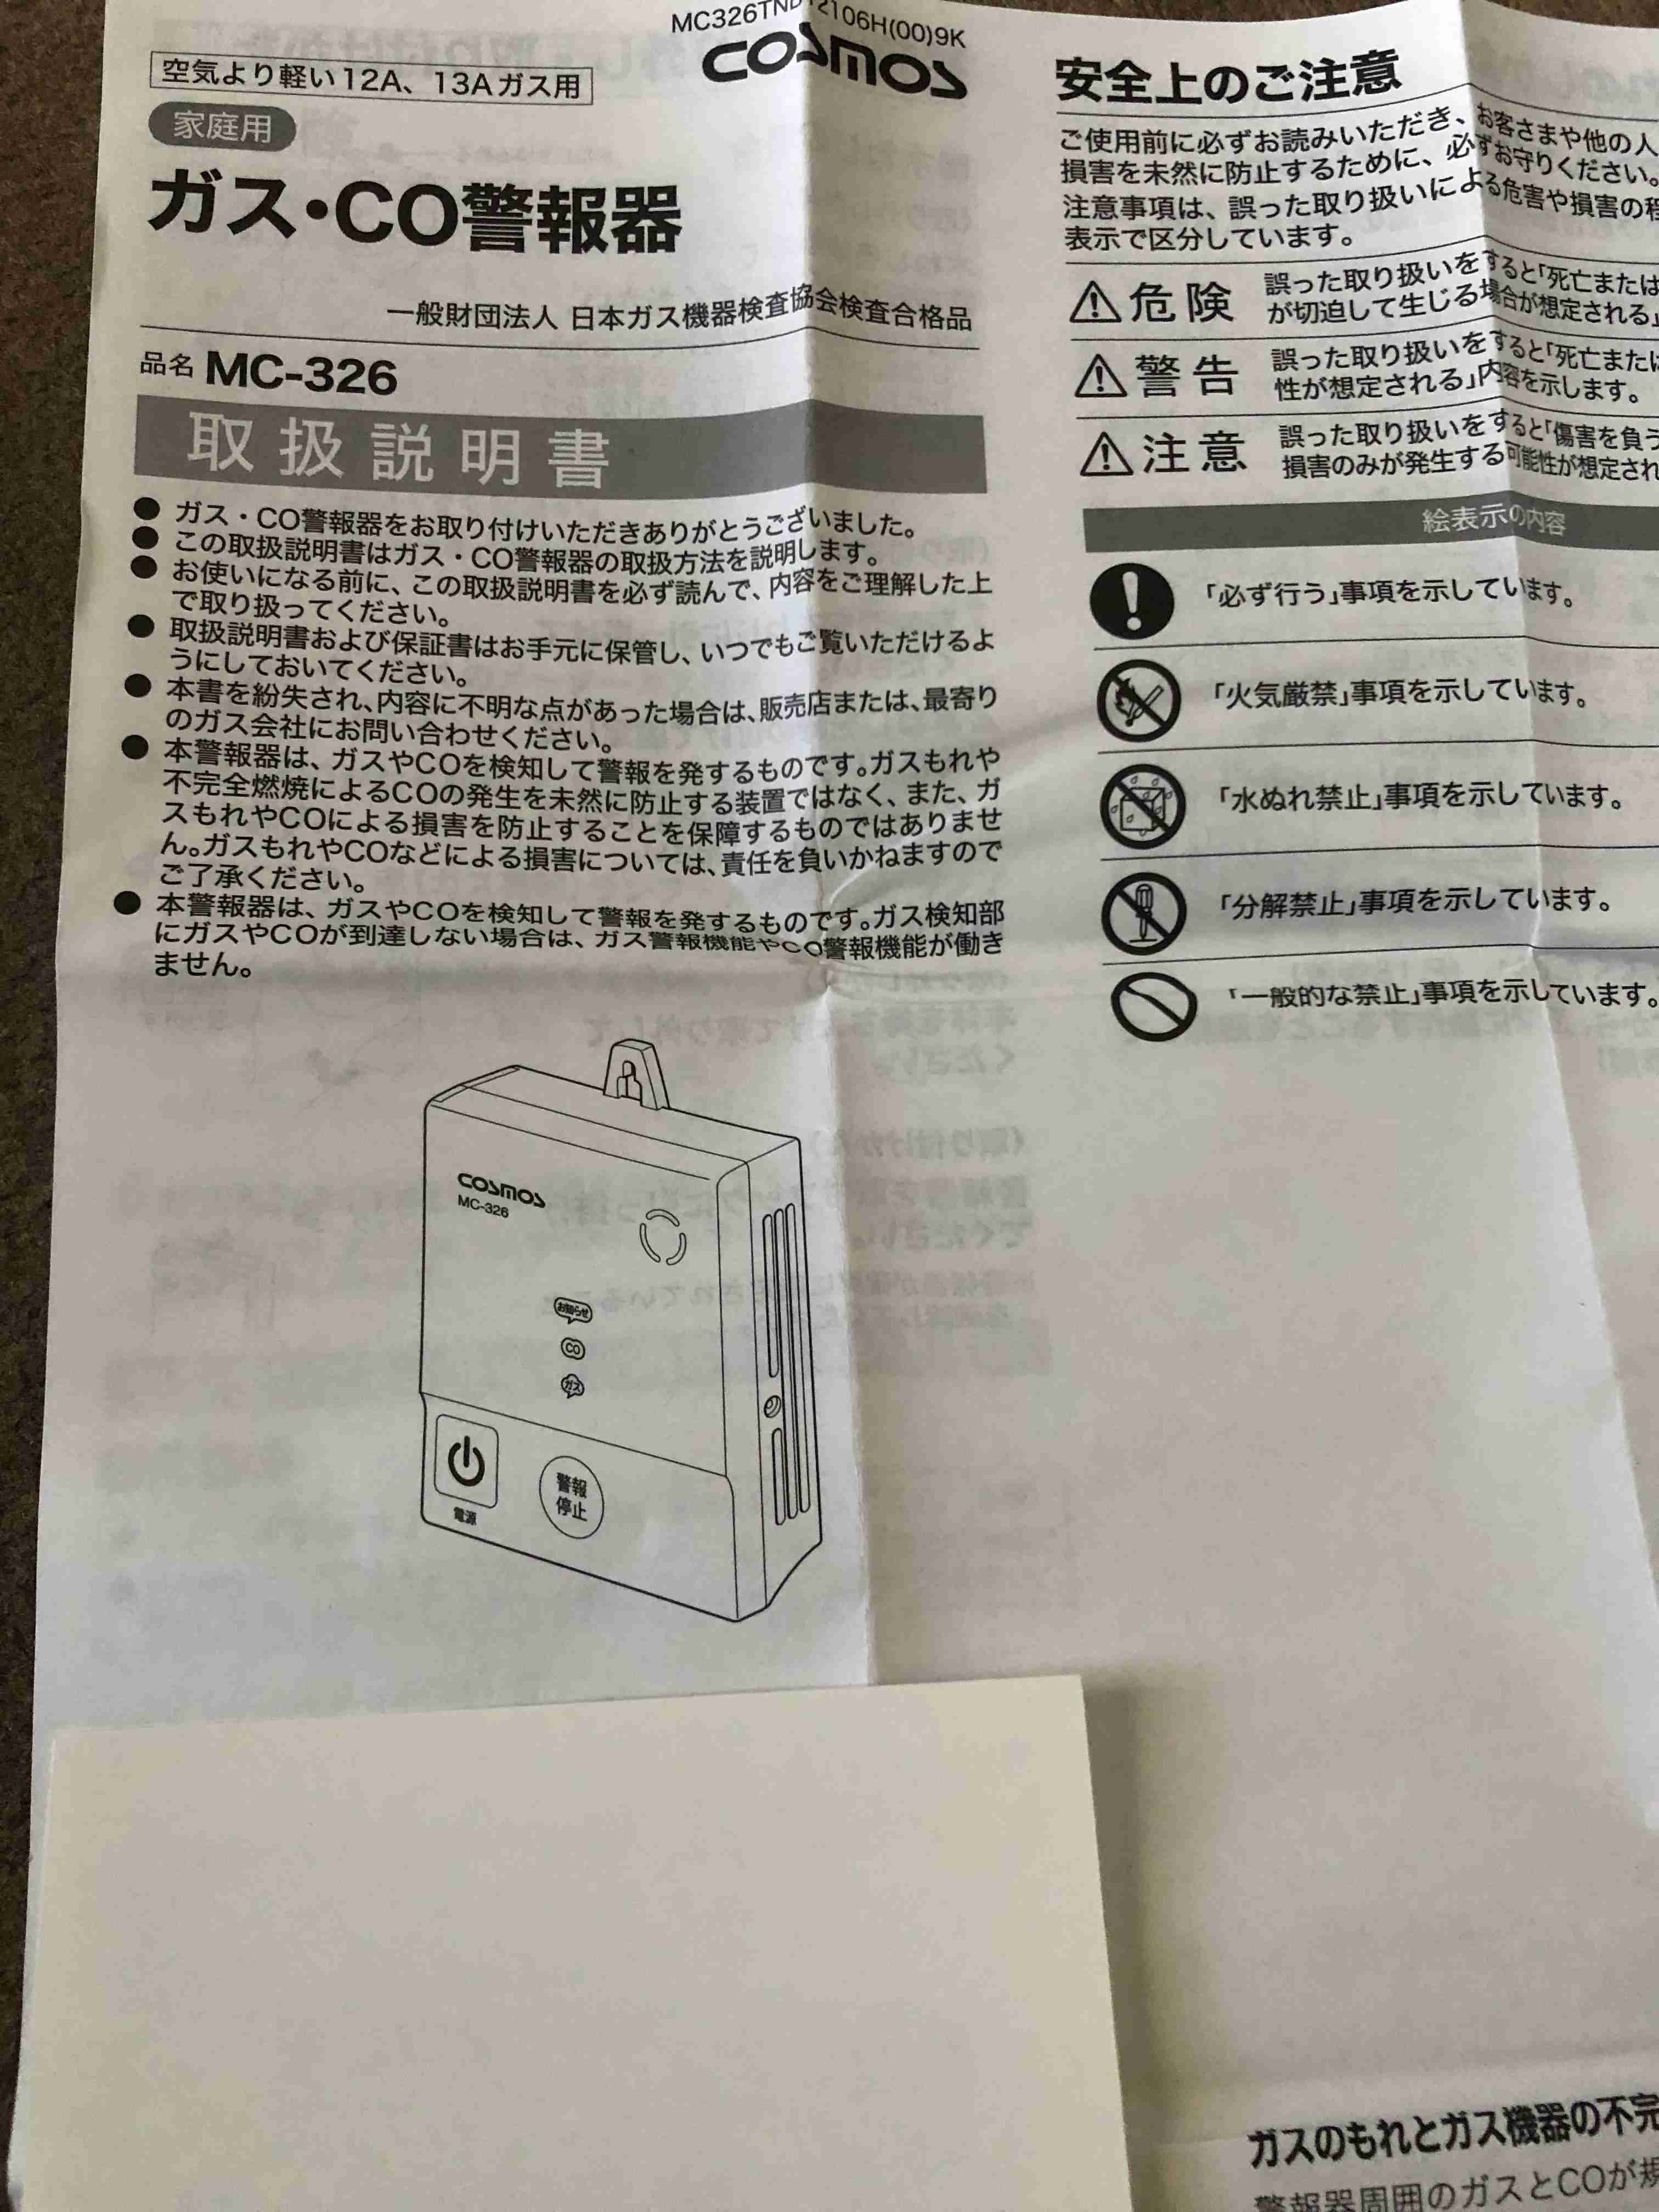 MC326TND12106H(00)9K
COSMOS
空気より軽い12A、13Aガス用
家庭用
ガス・CO警報器
一般財団法人 日本ガス機器検査協会検査合格品
品名 MC-326
取扱説明書
● ガス・CO警報器をお取り付けいただきありがとうございました。
● この取扱説明書はガス・CO警報器の取扱方法を説明します。
● お使いになる前に、この取扱説明書を必ず読んで、内容をご理解した上
で取り扱ってください。
● 取扱説明書および保証書はお手元に保管し、いつでもご覧いただけるよ
うにしておいてください。
● 本書を紛失され、内容に不明な点があった場合は、販売店または、最寄り
のガス会社にお問い合わせください。
● 本警報器は、ガスやCOを検知して警報を発するものです。ガスもれや
不完全燃焼によるCOの発生を未然に防止する装置ではなく、また、ガ
スもれやCOによる損害を防止することを保障するものではありませ
ん。ガスもれやCOなどによる損害については、責任を負いかねますので
ご了承ください。
● 本警報器は、ガスやCOを検知して警報を発するものです。ガス検知部
にガスやCOが到達しない場合は、ガス警報機能やCO警報機能が働き
ません。
COSMOS
MC-326
お知らせ
CO
ガス
電源
警報
停止
安全上のご注意
ご使用前に必ずお読みいただき、お客さまや他の人
損害を未然に防止するために、必ずお守りください。
注意事項は、誤った取り扱いによる危害や損害の程
表示で区分しています。
危険 誤った取り扱いをすると「死亡または
が切迫して生じる場合が想定される」
警告 誤った取り扱いをすると「死亡または
性が想定される」内容を示します。
注意 誤った取り扱いをすると「傷害を負う
損害のみが発生する可能性が想定され
絵表示の内容
「必ず行う」事項を示しています。
「火気厳禁」事項を示しています。
「水ぬれ禁止」事項を示しています。
「分解禁止」事項を示しています。
「一般的な禁止」事項を示しています。
ガスのもれとガス機器の不完
警報器周囲のガスとCOが規